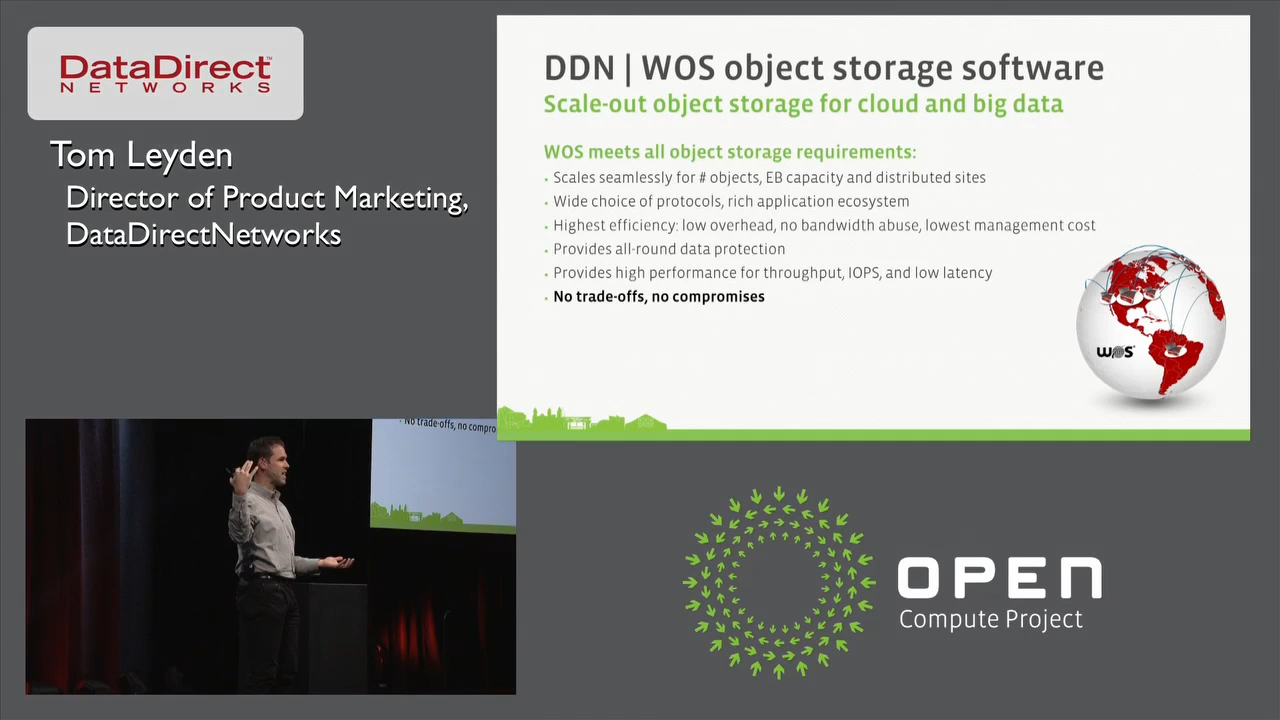 DataDirect™
NETWORKS
Tom Leyden
Director of Product Marketing,
DataDirectNetworks
DDN | WOS object storage software
Scale-out object storage for cloud and big data
WOS meets all object storage requirements:
• Scales seamlessly for # objects, EB capacity and distributed sites
• Wide choice of protocols, rich application ecosystem
• Highest efficiency: low overhead, no bandwidth abuse, lowest management cost
• Provides all-round data protection
• Provides high performance for throughput, IOPS, and low latency
• No trade-offs, no compromises
WOS
• No trade-offs, no compro
OPEN
Compute Project